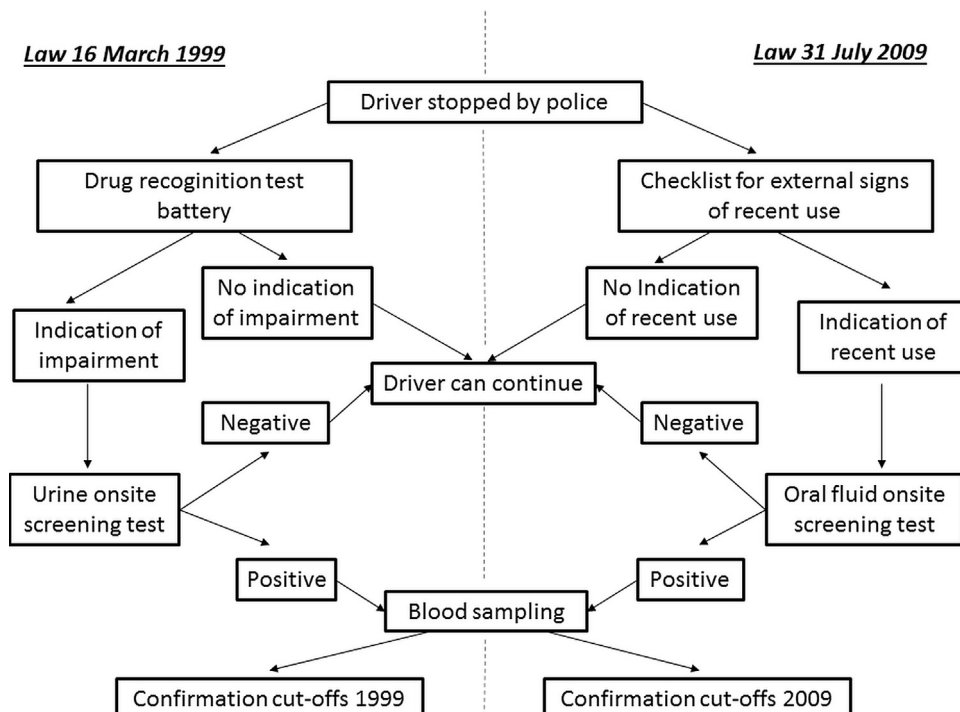 Law 16 March 1999
Law 31 July 2009
Driver stopped by police
Drug recoginition test
battery
Checklist for external signs
of recent use
No indication
of impairment
No Indication
of recent use
Indication of
impairment
Indication of
recent use
Driver can continue
Negative
Negative
Urine onsite
screening test
Oral fluid onsite
screening test
Positive
Positive
Blood sampling
Confirmation cut-offs 1999
Confirmation cut-offs 2009